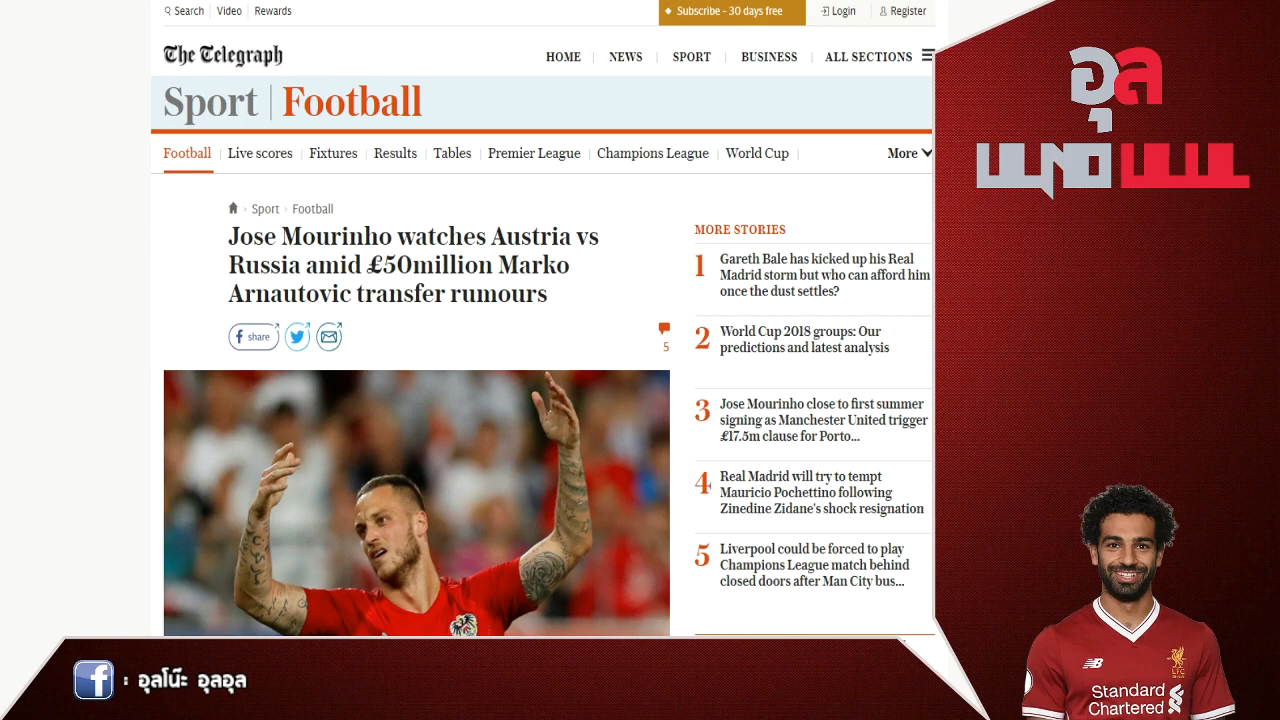 Search Video Rewards
Subscribe - 30 days free
Login Register
The Telegraph
HOME NEWS SPORT BUSINESS ALL SECTIONS
Sport Football
Football Live scores Fixtures Results Tables Premier League Champions League World Cup More
Sport Football
Jose Mourinho watches Austria vs
Russia amid £50million Marko
Arnautovic transfer rumours
share
5
MORE STORIES
1 Gareth Bale has kicked up his Real
Madrid storm but who can afford him
once the dust settles?
2 World Cup 2018 groups: Our
predictions and latest analysis
3 Jose Mourinho close to first summer
signing as Manchester United trigger
£17.5m clause for Porto...
4 Real Madrid will try to tempt
Mauricio Pochettino following
Zinedine Zidane's shock resignation
5 Liverpool could be forced to play
Champions League match behind
closed doors after Man City bus...
: อุลโน๊ะ อุลอุล
อุล
Standard
Chartered